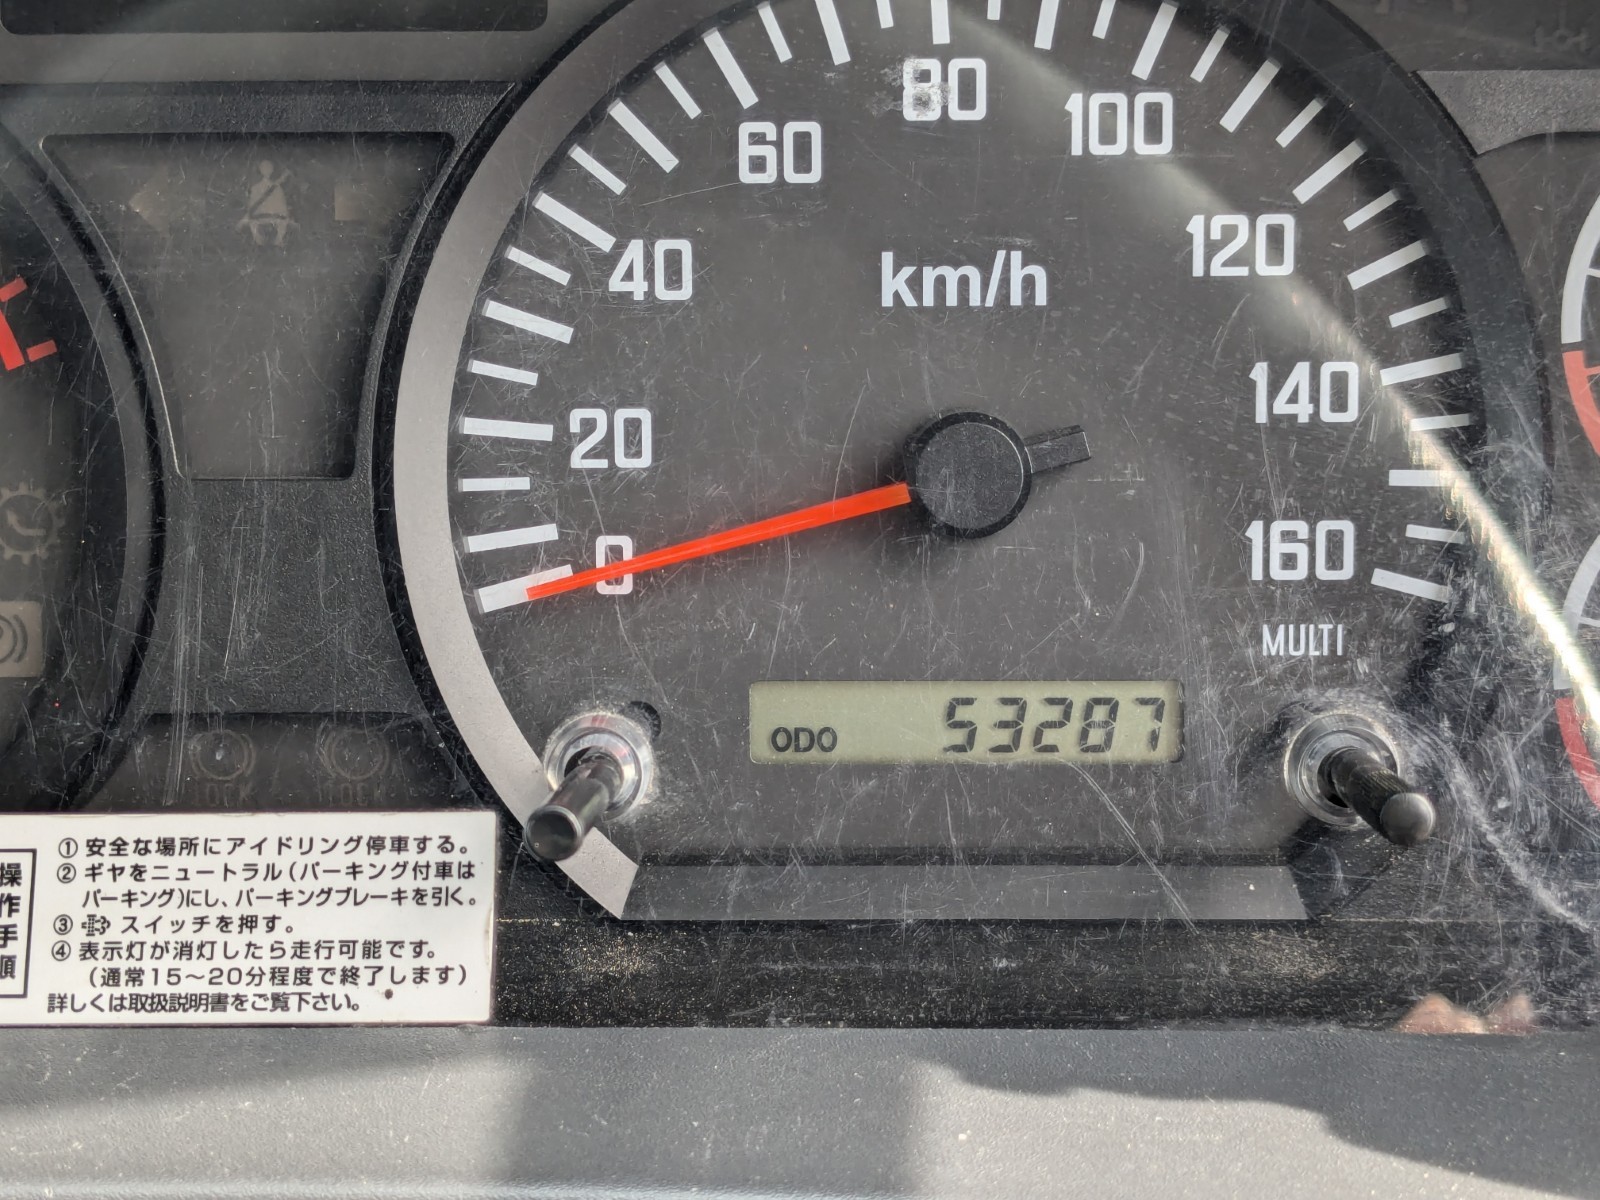 80
60
100
40
120
km/h
20
140
0
160
MULTI
ODO 53287
操作手順
① 安全な場所にアイドリング停車する。
② ギヤをニュートラル(パーキング付車は
パーキング)にし、パーキングブレーキを引く。
③ スイッチを押す。
④ 表示灯が消灯したら走行可能です。
(通常15〜20分程度で終了します)
詳しくは取扱説明書をご覧下さい。